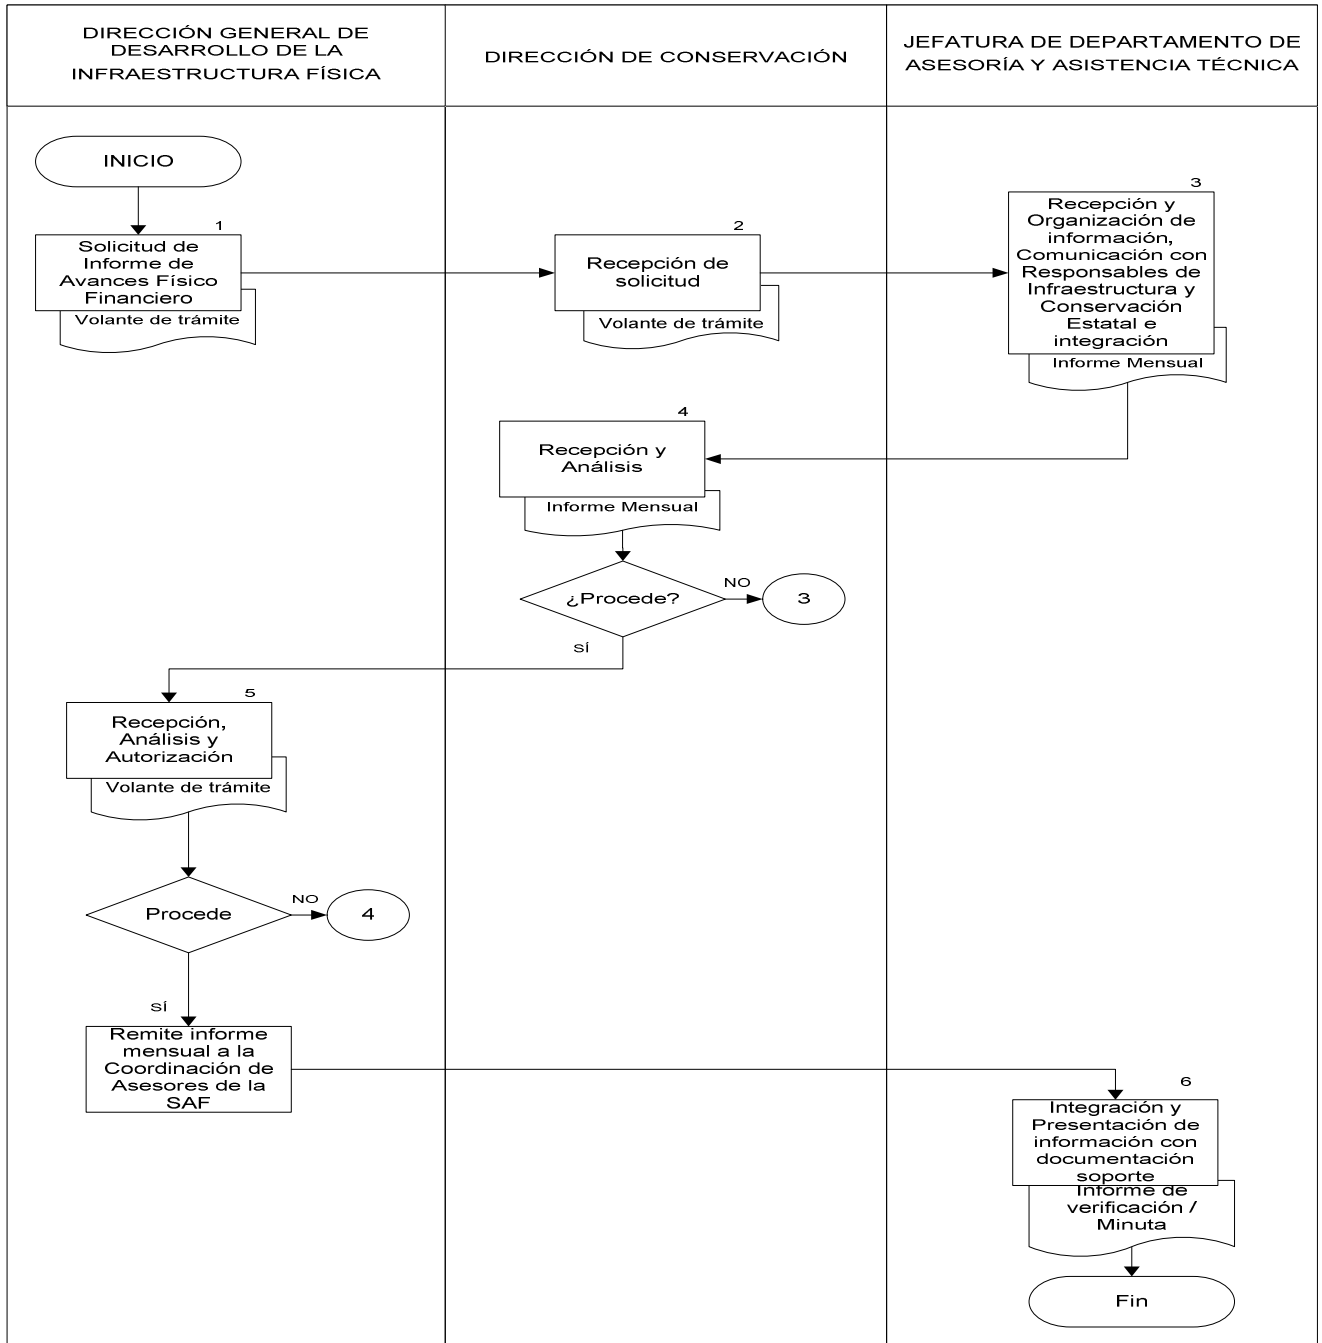 DIRECCIÓN GENERAL DE
DESARROLLO DE LA
INFRAESTRUCTURA FÍSICA
DIRECCIÓN DE CONSERVACIÓN
JEFATURA DE DEPARTAMENTO DE
ASESORÍA Y ASISTENCIA TÉCNICA
INICIO
1
Solicitud de
Informe de
Avances Físico
Financiero
Volante de trámite
2
Recepción de
solicitud
Volante de trámite
3
Recepción y
Organización de
información,
Comunicación con
Responsables de
Infraestructura y
Conservación
Estatal e
integración
Informe Mensual
4
Recepción y
Análisis
Informe Mensual
¿Procede?
NO
3
SÍ
5
Recepción,
Análisis y
Autorización
Volante de trámite
Procede
NO
4
SÍ
Remite informe
mensual a la
Coordinación de
Asesores de la
SAF
6
Integración y
Presentación de
información con
documentación
soporte
Informe de
verificación /
Minuta
Fin